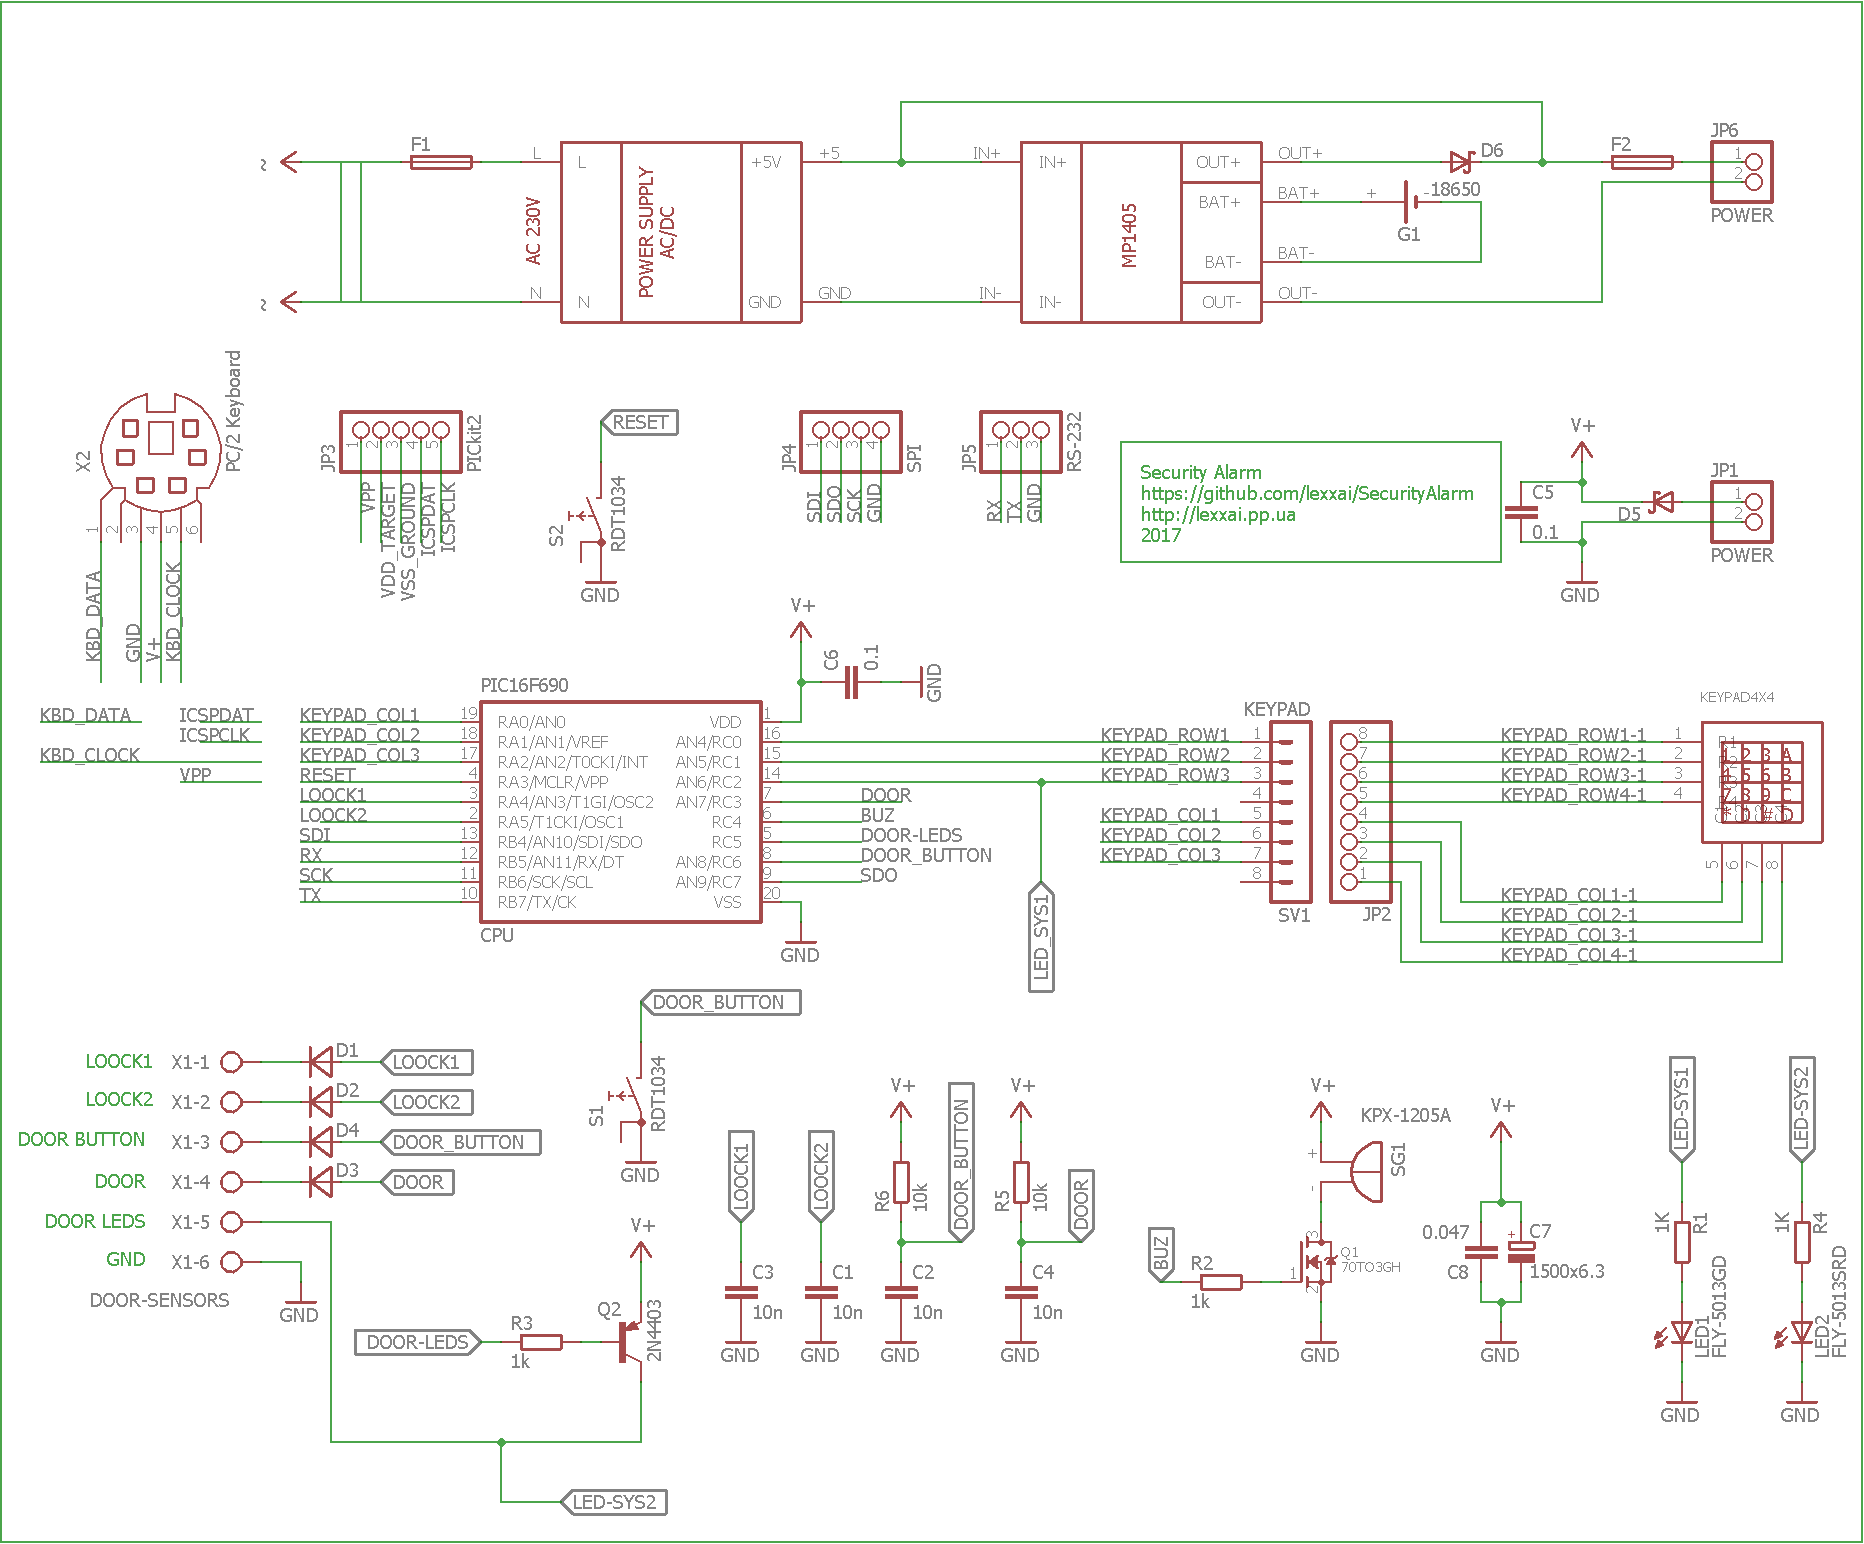 F1
~
L
L
AC 230V
POWER SUPPLY
AC/DC
+5V
+5
N
N
GND
GND
~
IN+
IN+
MP1405
IN-
IN-
OUT+
OUT+
BAT+
BAT+
BAT-
BAT-
OUT-
OUT-
D6
+
-
18650
G1
F2
JP6
1
2
POWER
PC/2 Keyboard
X2
1
2
3
4
5
6
KBD_DATA
GND
V+
KBD_CLOCK
JP3
1
2
3
4
5
PICkit2
VPP
VDD_TARGET
VSS_GROUND
ICSPDAT
ICSPCLK
RESET
S2
RDT1034
GND
JP4
1
2
3
4
SPI
SDI
SDO
SCK
GND
JP5
1
2
3
RS-232
RX
TX
GND
Security Alarm
https://github.com/lexxai/SecurityAlarm
http://lexxai.pp.ua
2017
V+
C5
0.1
D5
JP1
1
2
POWER
GND
V+
C6
0.1
GND
KBD_DATA
KBD_CLOCK
ICSPDAT
ICSPCLK
VPP
PIC16F690
KEYPAD_COL1 19 RA0/AN0
KEYPAD_COL2 18 RA1/AN1/VREF
KEYPAD_COL3 17 RA2/AN2/T0CKI/INT
RESET 4 RA3/MCLR/VPP
LOOCK1 3 RA4/AN3/T1GI/OSC2
LOOCK2 2 RA5/T1CKI/OSC1
SDI 13 RB4/AN10/SDI/SDO
RX 12 RB5/AN11/RX/DT
SCK 11 RB6/SCK/SCL
TX 10 RB7/TX/CK
CPU
VDD 1
AN4/RC0 16
AN5/RC1 15
AN6/RC2 14
AN7/RC3 7 DOOR
RC4 6 BUZ
RC5 5 DOOR-LEDS
AN8/RC6 8 DOOR_BUTTON
AN9/RC7 9 SDO
VSS 20
GND
LED_SYS1
KEYPAD
KEYPAD_ROW1 1
KEYPAD_ROW2 2
KEYPAD_ROW3 3
4
KEYPAD_COL1 5
KEYPAD_COL2 6
KEYPAD_COL3 7
8
SV1
8
7
6
5
4
3
2
1
JP2
KEYPAD4X4
KEYPAD_ROW1-1 1
KEYPAD_ROW2-1 2
KEYPAD_ROW3-1 3
KEYPAD_ROW4-1 4
1 2 3 A
5 6 B
7 8 9 C
5
6
7
8
KEYPAD_COL1-1
KEYPAD_COL2-1
KEYPAD_COL3-1
KEYPAD_COL4-1
DOOR_BUTTON
S1
RDT1034
GND
LOOCK1 X1-1 D1 LOOCK1
LOOCK2 X1-2 D2 LOOCK2
DOOR BUTTON X1-3 D4 DOOR_BUTTON
DOOR X1-4 D3 DOOR
DOOR LEDS X1-5
GND X1-6
DOOR-SENSORS
GND
V+
Q2
2N4403
DOOR-LEDS
R3
1k
LED-SYS2
LOOCK1
C3
10n
GND
LOOCK2
C1
10n
GND
V+
R6
10k
DOOR_BUTTON
C2
10n
GND
V+
R5
10k
DOOR
C4
10n
GND
V+
KPX-1205A
+
-
SG1
BUZ
R2
1k
1
3
2
Q1
70TO3GH
GND
V+
0.047
C8
+
C7
1500x6.3
GND
LED-SYS1
1K
R1
LED1
FLY-5013GD
GND
LED-SYS2
1K
R4
LED2
FLY-5013SRD
GND